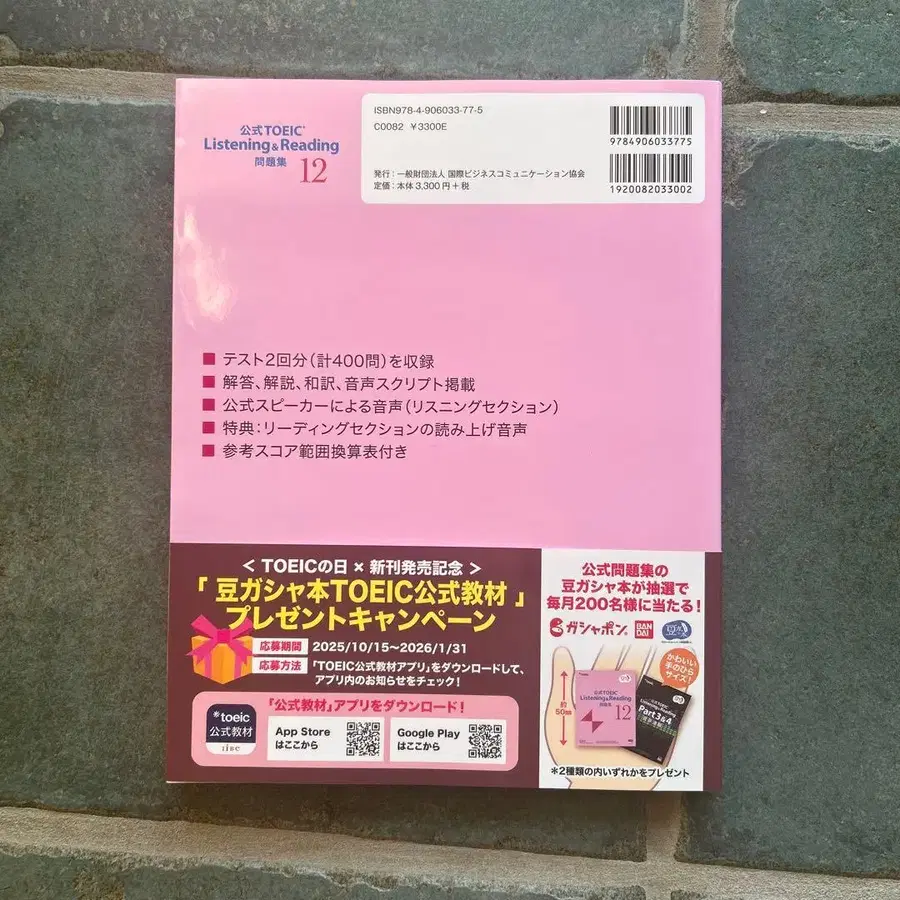 公式TOEIC®
Listening & Reading
問題集 12
ISBN978-4-906033-77-5
C0082 ¥3300E
発行：一般財団法人 国際ビジネスコミュニケーション協会
定価：本体3,300円＋税
9784906033775
1920082033002
■ テスト2回分（計400問）を収録
■ 解答、解説、和訳、音声スクリプト掲載
■ 公式スピーカーによる音声（リスニングセクション）
■ 特典：リーディングセクションの読み上げ音声
■ 参考スコア範囲換算表付き
＜ TOEICの日 × 新刊発売記念 ＞
「 豆ガシャ本TOEIC公式教材 」
プレゼントキャンペーン
応募期間 2025/10/15～2026/1/31
応募方法 「TOEIC公式教材アプリ」をダウンロードして、
アプリ内のお知らせをチェック！
「公式教材」アプリをダウンロード！
*toeic
公式教材
iibc
App Store
はここから
Google Play
はここから
公式問題集の
豆ガシャ本が抽選で
毎月200名様に当たる！
ガシャポン®
BANDAI
かわいい
手のひら
サイズ！
約
50mm
公式TOEIC
Listening & Reading
問題集 12
Listening & Reading
Part 3&4
＊2種類の内いずれかをプレゼント